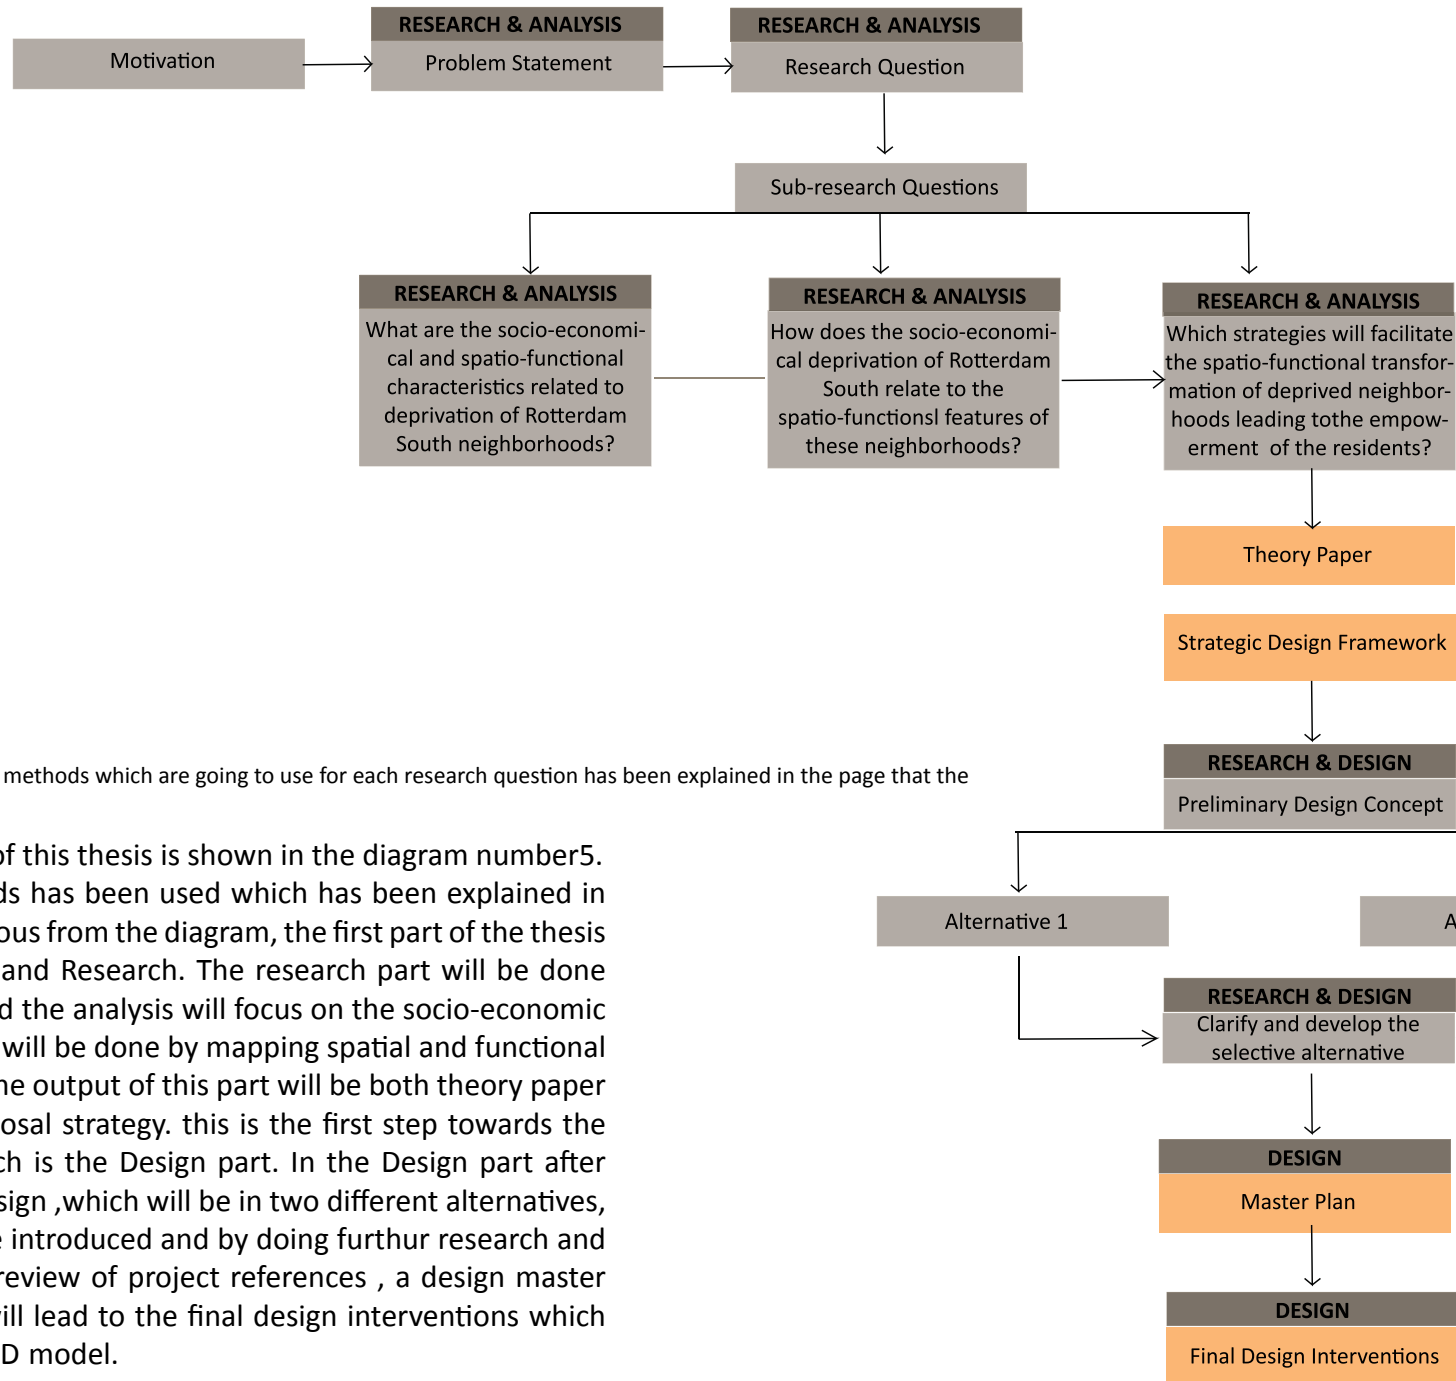 RESEARCH & ANALYSIS
RESEARCH & ANALYSIS
Motivation
Problem Statement
Research Question
Sub-research Questions
RESEARCH & ANALYSIS
What are the socio-economi-
cal and spatio-functional
characteristics related to
deprivation of Rotterdam
South neighborhoods?
RESEARCH & ANALYSIS
How does the socio-economi-
cal deprivation of Rotterdam
South relate to the
spatio-functionsl features of
these neighborhoods?
RESEARCH & ANALYSIS
Which strategies will facilitate
the spatio-functional transfor-
mation of deprived neighbor-
hoods leading tothe empow-
erment of the residents?
Theory Paper
Strategic Design Framework
RESEARCH & DESIGN
Preliminary Design Concept
Alternative 1
A
RESEARCH & DESIGN
Clarify and develop the
selective alternative
DESIGN
Master Plan
DESIGN
Final Design Interventions
methods which are going to use for each research question has been explained in the page that the
of this thesis is shown in the diagram number5.
ds has been used which has been explained in
ous from the diagram, the first part of the thesis
and Research. The research part will be done
d the analysis will focus on the socio-economic
will be done by mapping spatial and functional
ne output of this part will be both theory paper
osal strategy. this is the first step towards the
ch is the Design part. In the Design part after
sign ,which will be in two different alternatives,
e introduced and by doing furthur research and
review of project references , a design master
will lead to the final design interventions which
D model.